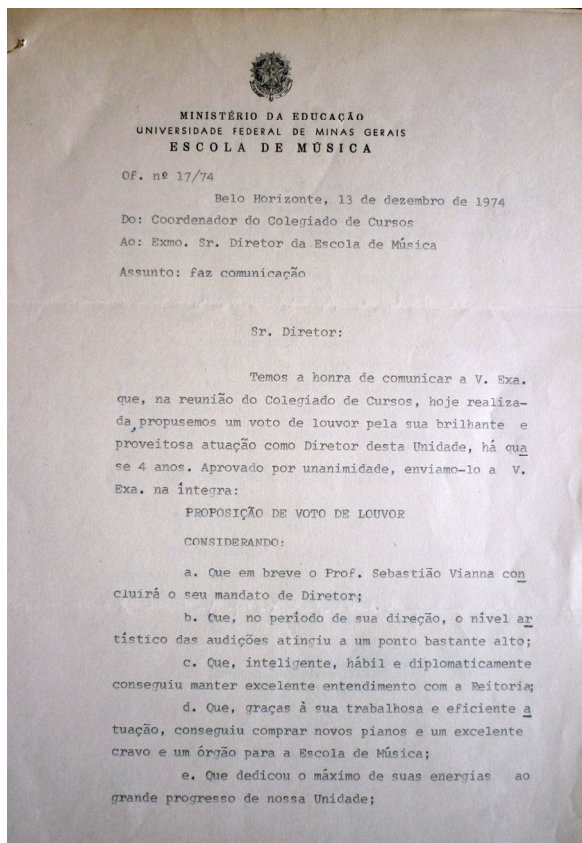 MINISTÉRIO DA EDUCAÇÃO
UNIVERSIDADE FEDERAL DE MINAS GERAIS
ESCOLA DE MÚSICA
Of. nº 17/74
Belo Horizonte, 13 de dezembro de 1974
Do: Coordenador do Colegiado de Cursos
Ao: Exmo. Sr. Diretor da Escola de Música
Assunto: faz comunicação
Sr. Diretor:
Temos a honra de comunicar a V. Exa.
que, na reunião do Colegiado de Cursos, hoje realiza-
da, propusemos um voto de louvor pela sua brilhante e
proveitosa atuação como Diretor desta Unidade, há qua
se 4 anos. Aprovado por unanimidade, enviamo-lo a V.
Exa. na íntegra:
PROPOSIÇÃO DE VOTO DE LOUVOR
CONSIDERANDO:
a. Que em breve o Prof. Sebastião Vianna con
cluirá o seu mandato de Diretor;
b. Que, no período de sua direção, o nível ar
tístico das audições atingiu a um ponto bastante alto;
c. Que, inteligente, hábil e diplomaticamente
conseguiu manter excelente entendimento com a Reitoria;
d. Que, graças à sua trabalhosa e eficiente a
tuação, conseguiu comprar novos pianos e um excelente
cravo e um órgão para a Escola de Música;
e. Que dedicou o máximo de suas energias ao
grande progresso de nossa Unidade;